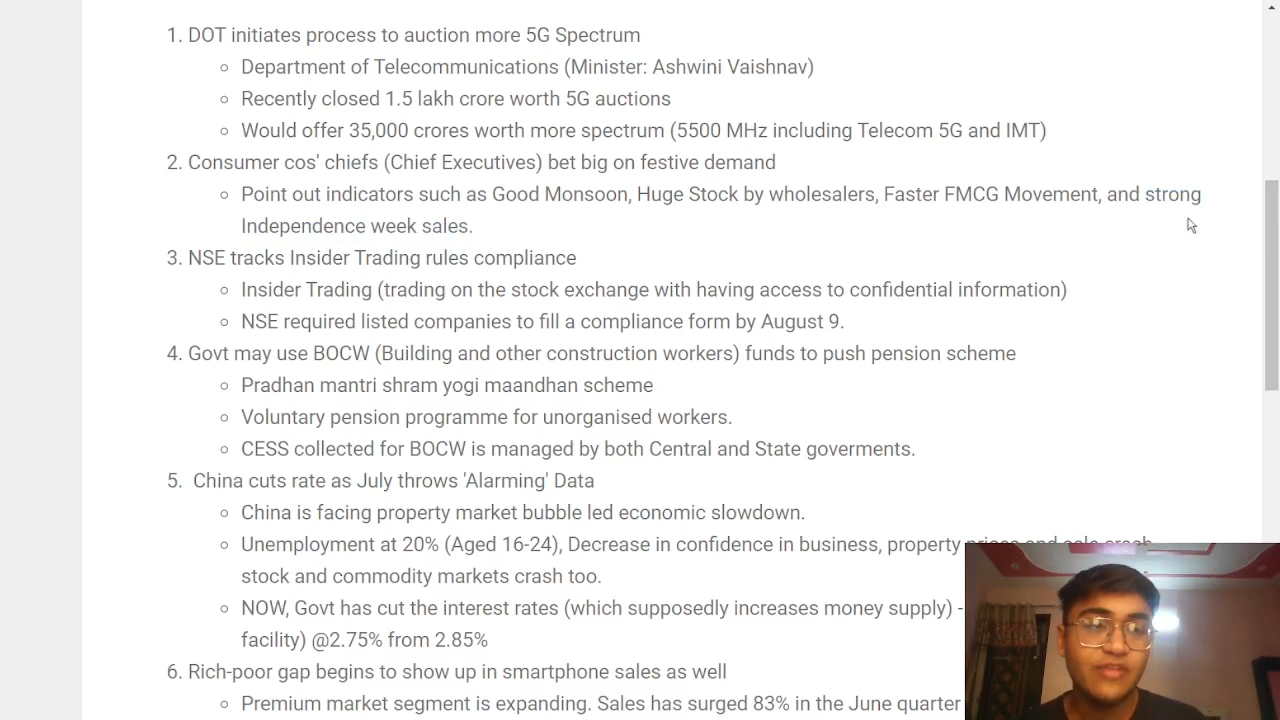 1. DOT initiates process to auction more 5G Spectrum
○ Department of Telecommunications (Minister: Ashwini Vaishnav)
○ Recently closed 1.5 lakh crore worth 5G auctions
○ Would offer 35,000 crores worth more spectrum (5500 MHz including Telecom 5G and IMT)
2. Consumer cos' chiefs (Chief Executives) bet big on festive demand
○ Point out indicators such as Good Monsoon, Huge Stock by wholesalers, Faster FMCG Movement, and strong
Independence week sales.
3. NSE tracks Insider Trading rules compliance
○ Insider Trading (trading on the stock exchange with having access to confidential information)
○ NSE required listed companies to fill a compliance form by August 9.
4. Govt may use BOCW (Building and other construction workers) funds to push pension scheme
○ Pradhan mantri shram yogi maandhan scheme
○ Voluntary pension programme for unorganised workers.
○ CESS collected for BOCW is managed by both Central and State goverments.
5. China cuts rate as July throws 'Alarming' Data
○ China is facing property market bubble led economic slowdown.
○ Unemployment at 20% (Aged 16-24), Decrease in confidence in business, property prices and sale crash
stock and commodity markets crash too.
○ NOW, Govt has cut the interest rates (which supposedly increases money supply) -
facility) @2.75% from 2.85%
6. Rich-poor gap begins to show up in smartphone sales as well
○ Premium market segment is expanding. Sales has surged 83% in the June quarter